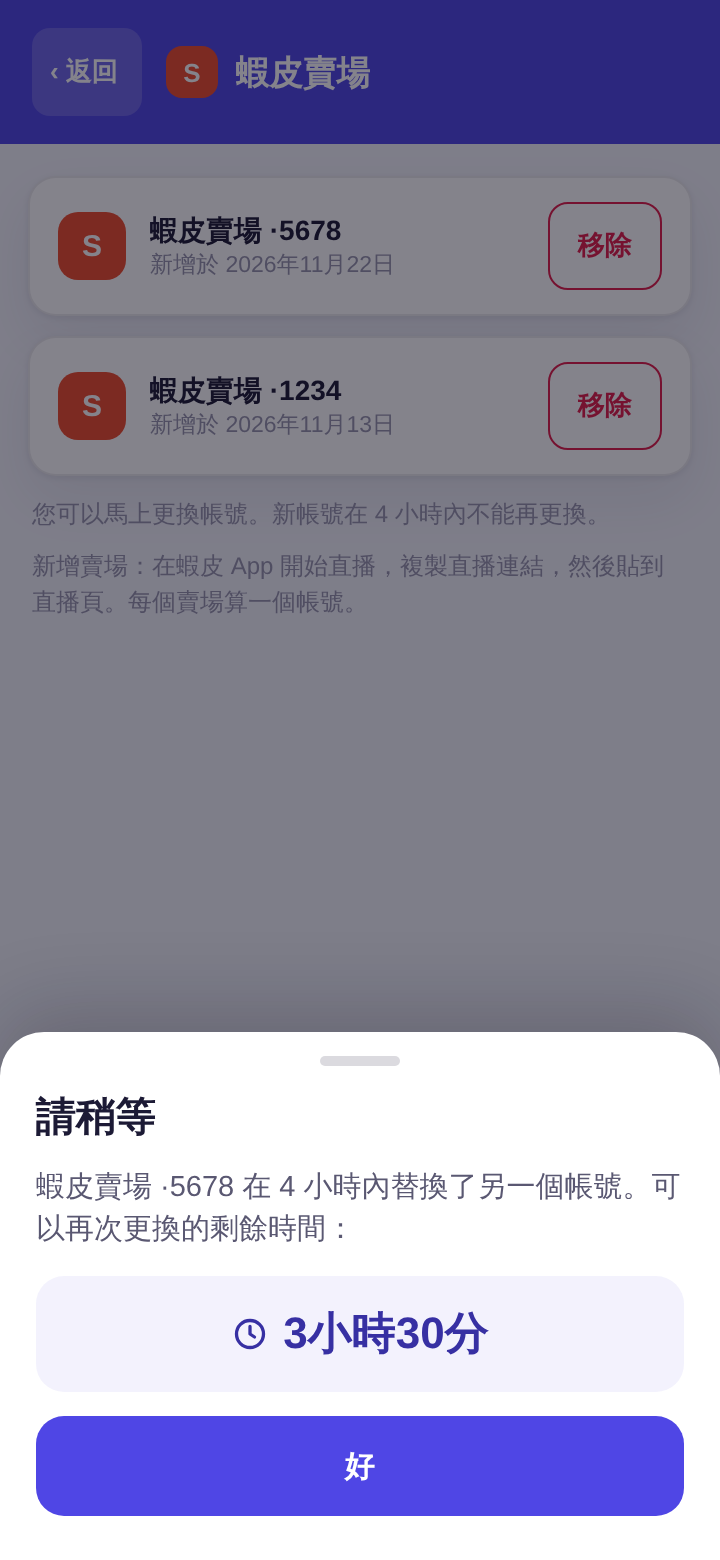 ‹ 返回
S
蝦皮賣場
S
蝦皮賣場 ·5678
新增於 2026年11月22日
移除
S
蝦皮賣場 ·1234
新增於 2026年11月13日
移除
您可以馬上更換帳號。新帳號在 4 小時內不能再更換。
新增賣場：在蝦皮 App 開始直播，複製直播連結，然後貼到
直播頁。每個賣場算一個帳號。
請稍等
蝦皮賣場 ·5678 在 4 小時內替換了另一個帳號。可
以再次更換的剩餘時間：
3小時30分
好